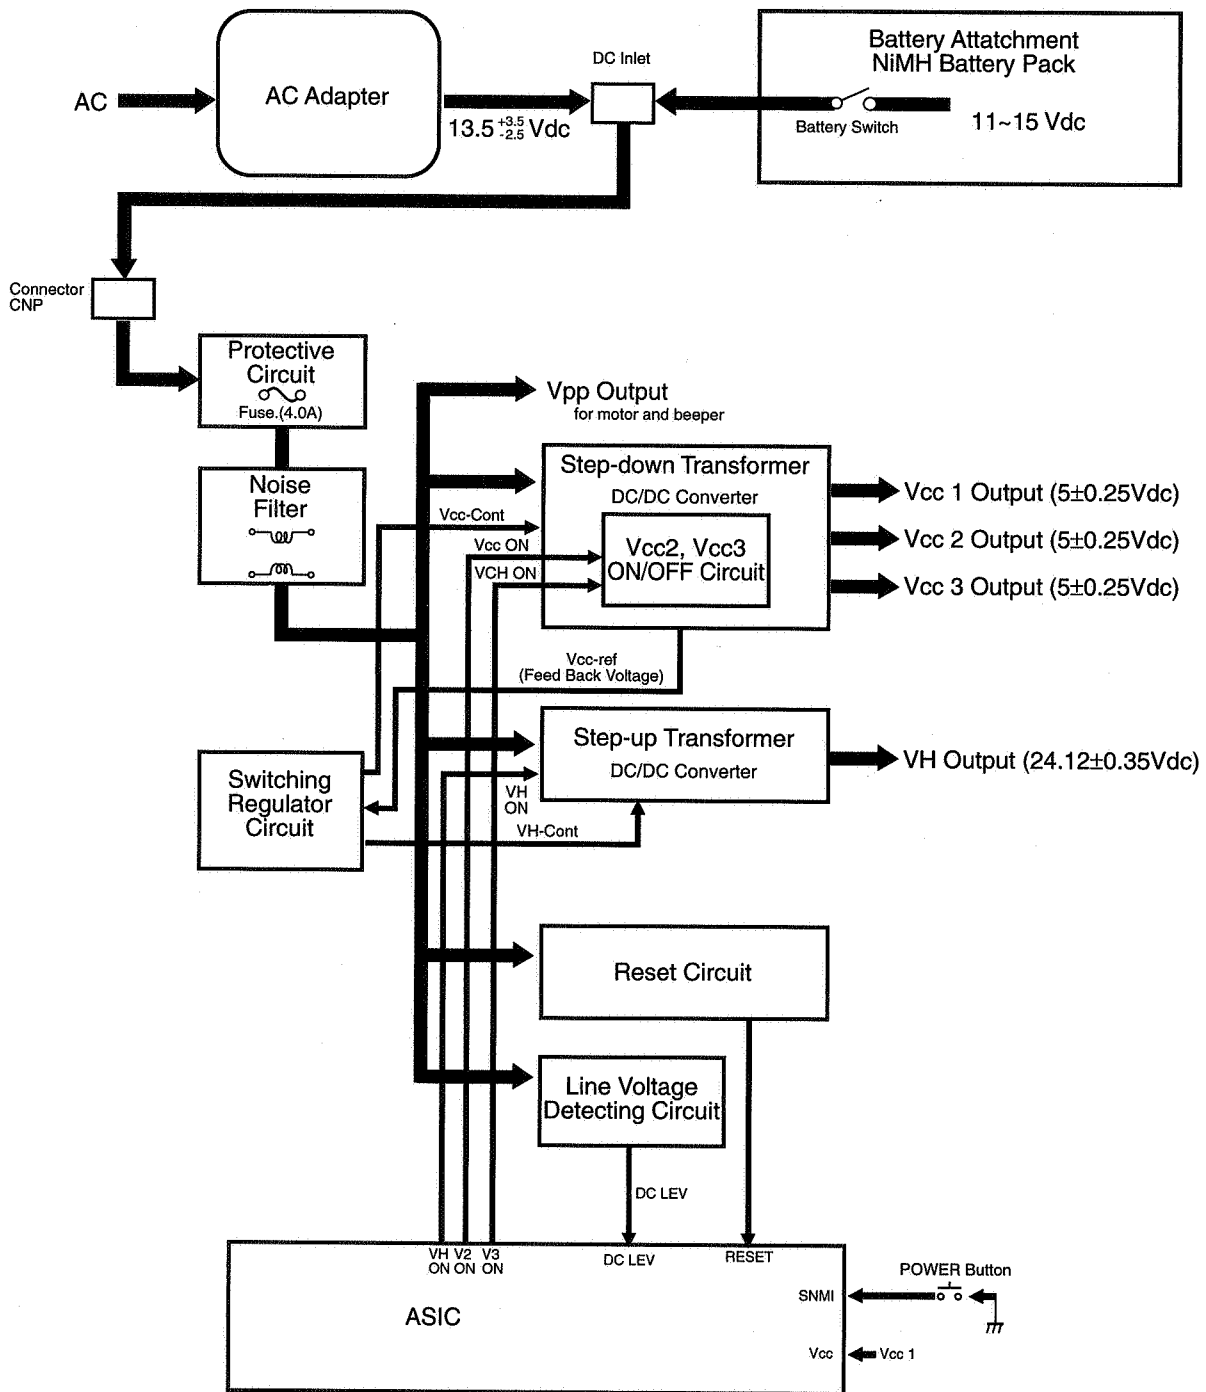 Battery Attatchment
NiMH Battery Pack
DC Inlet
AC
AC Adapter
13.5 +3.5 -2.5 Vdc
Battery Switch
11~15 Vdc
Connector
CNP
Protective
Circuit
Fuse.(4.0A)
Vpp Output
for motor and beeper
Noise
Filter
Step-down Transformer
DC/DC Converter
Vcc-Cont
Vcc ON
VCH ON
Vcc2, Vcc3
ON/OFF Circuit
Vcc 1 Output (5±0.25Vdc)
Vcc 2 Output (5±0.25Vdc)
Vcc 3 Output (5±0.25Vdc)
Vcc-ref
(Feed Back Voltage)
Step-up Transformer
DC/DC Converter
VH Output (24.12±0.35Vdc)
Switching
Regulator
Circuit
VH
ON
VH-Cont
Reset Circuit
Line Voltage
Detecting Circuit
DC LEV
VH V2 V3
ON ON ON
DC LEV
RESET
POWER Button
SNMI
ASIC
Vcc
Vcc 1